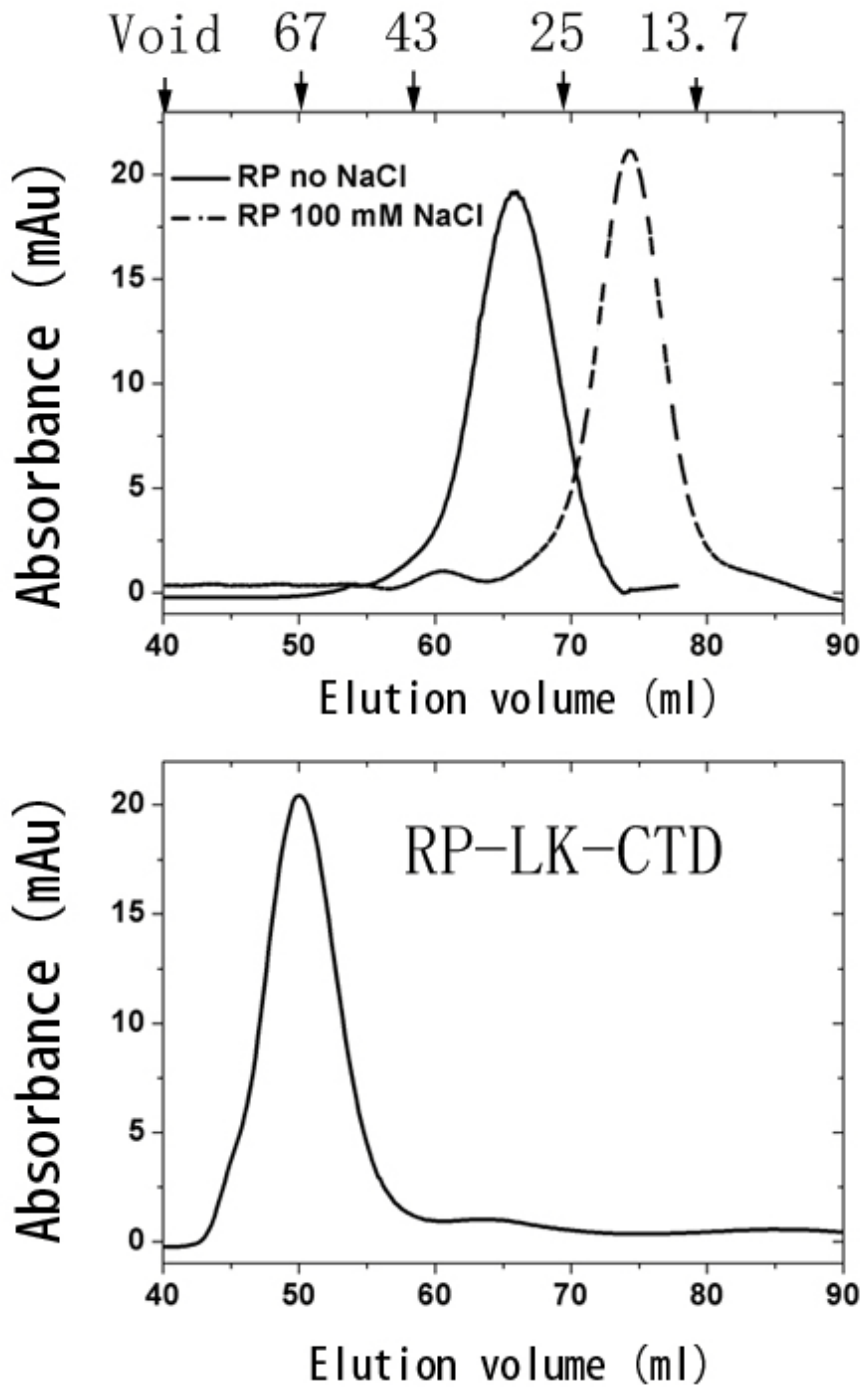 Void 67 43 25 13.7
RP no NaCl
RP 100 mM NaCl
Absorbance (mAu)
20
15
10
5
0
40 50 60 70 80 90
Elution volume (ml)
RP-LK-CTD
Absorbance (mAu)
20
15
10
5
0
40 50 60 70 80 90
Elution volume (ml)